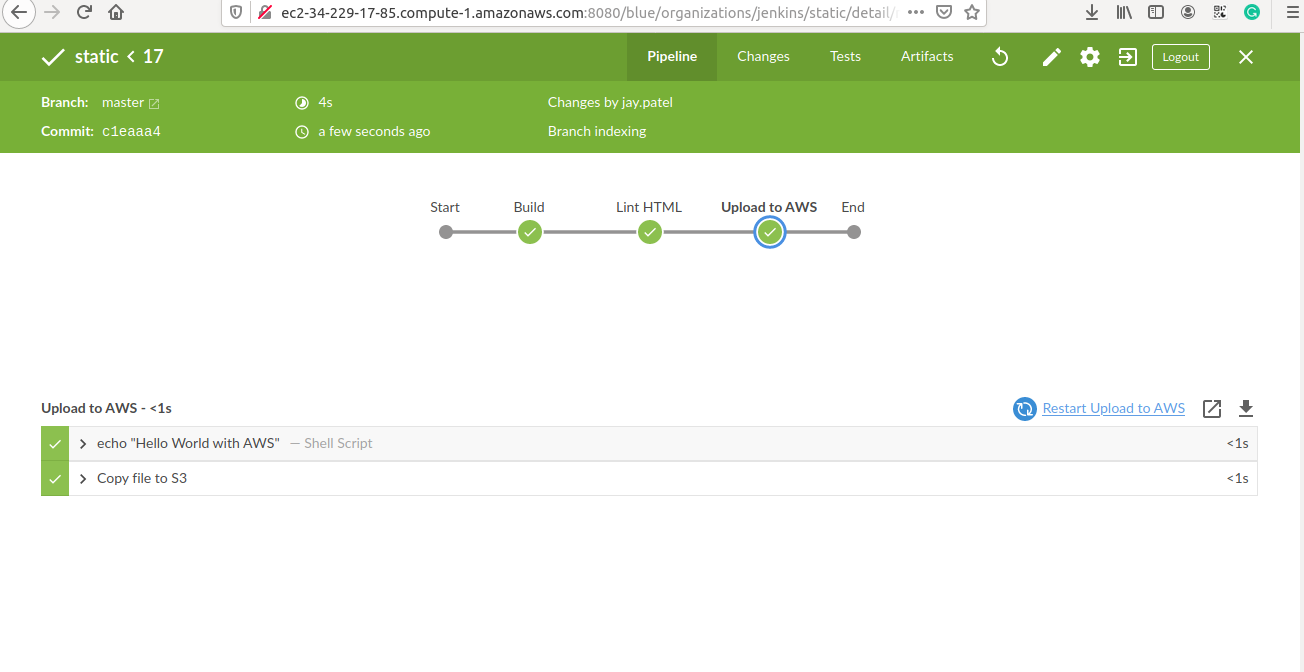 ec2-34-229-17-85.compute-1.amazonaws.com:8080/blue/organizations/jenkins/static/detail/
static < 17
Pipeline Changes Tests Artifacts Logout
Branch: master 4s Changes by jay.patel
Commit: c1eaaa4 a few seconds ago Branch indexing
Start Build Lint HTML Upload to AWS End
Upload to AWS - <1s Restart Upload to AWS
echo "Hello World with AWS" — Shell Script <1s
Copy file to S3 <1s